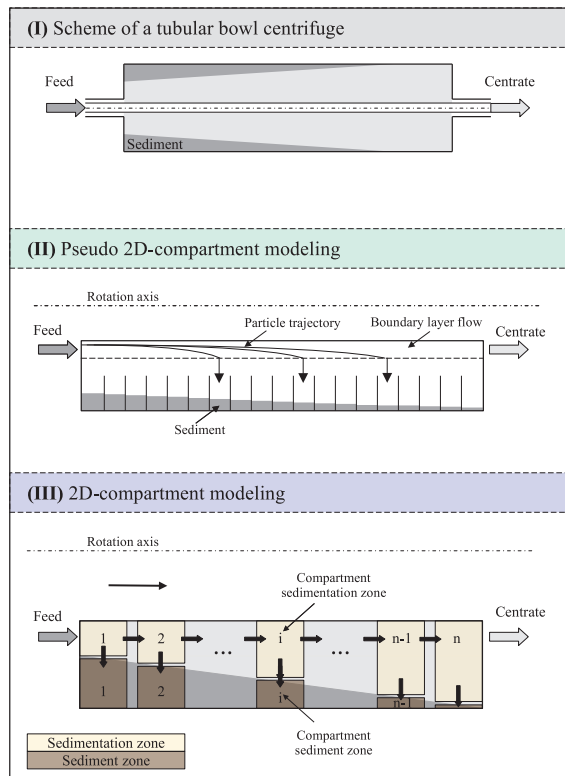 (I) Scheme of a tubular bowl centrifuge
Feed
Centrate
Sediment
(II) Pseudo 2D-compartment modeling
Rotation axis
Feed
Particle trajectory
Boundary layer flow
Centrate
Sediment
(III) 2D-compartment modeling
Rotation axis
Compartment
sedimentation zone
Feed
Centrate
1 2 ... i ... n-1 n
1 2 i n-1
Compartment
sediment zone
Sedimentation zone
Sediment zone